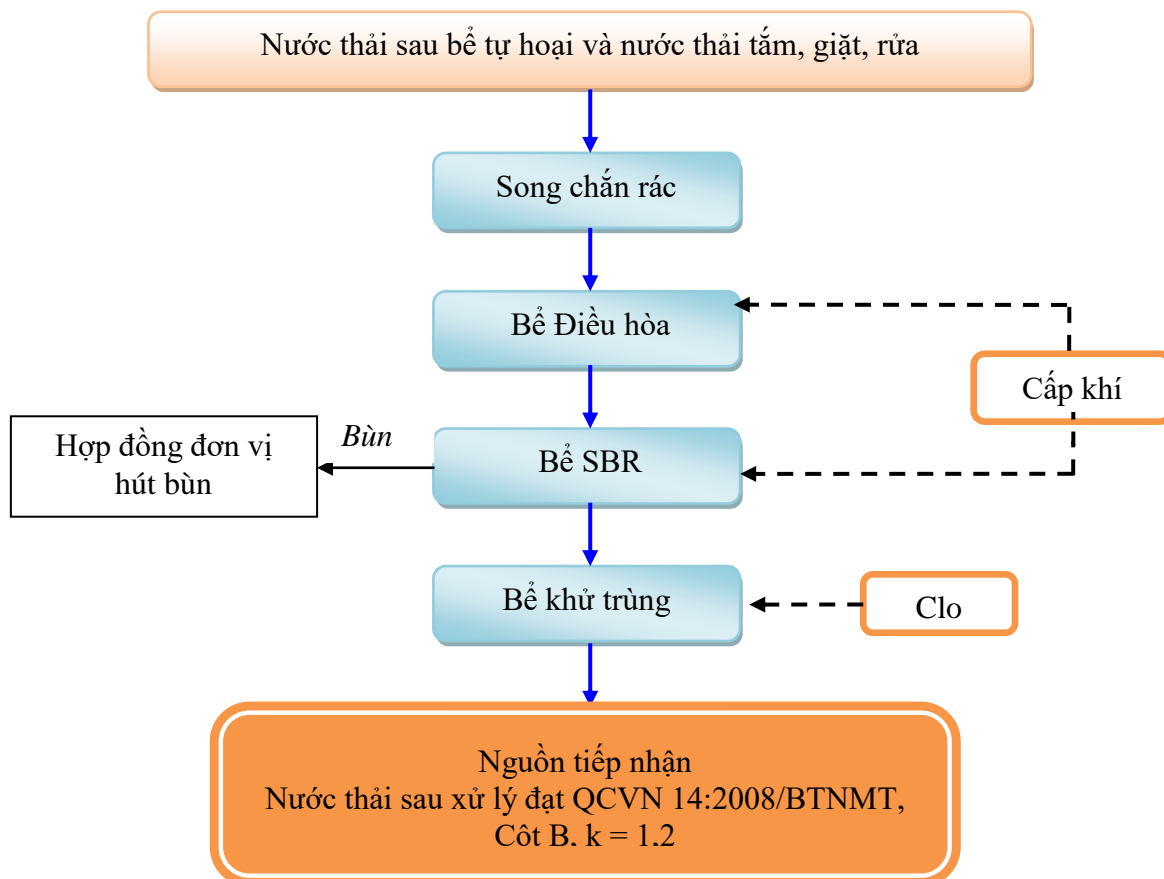 Nước thải sau bể tự hoại và nước thải tắm, giặt, rửa
Song chắn rác
Bể Điều hòa
Cấp khí
Hợp đồng đơn vị
hút bùn
Bùn
Bể SBR
Bể khử trùng
Clo
Nguồn tiếp nhận
Nước thải sau xử lý đạt QCVN 14:2008/BTNMT,
Cột B, k = 1,2